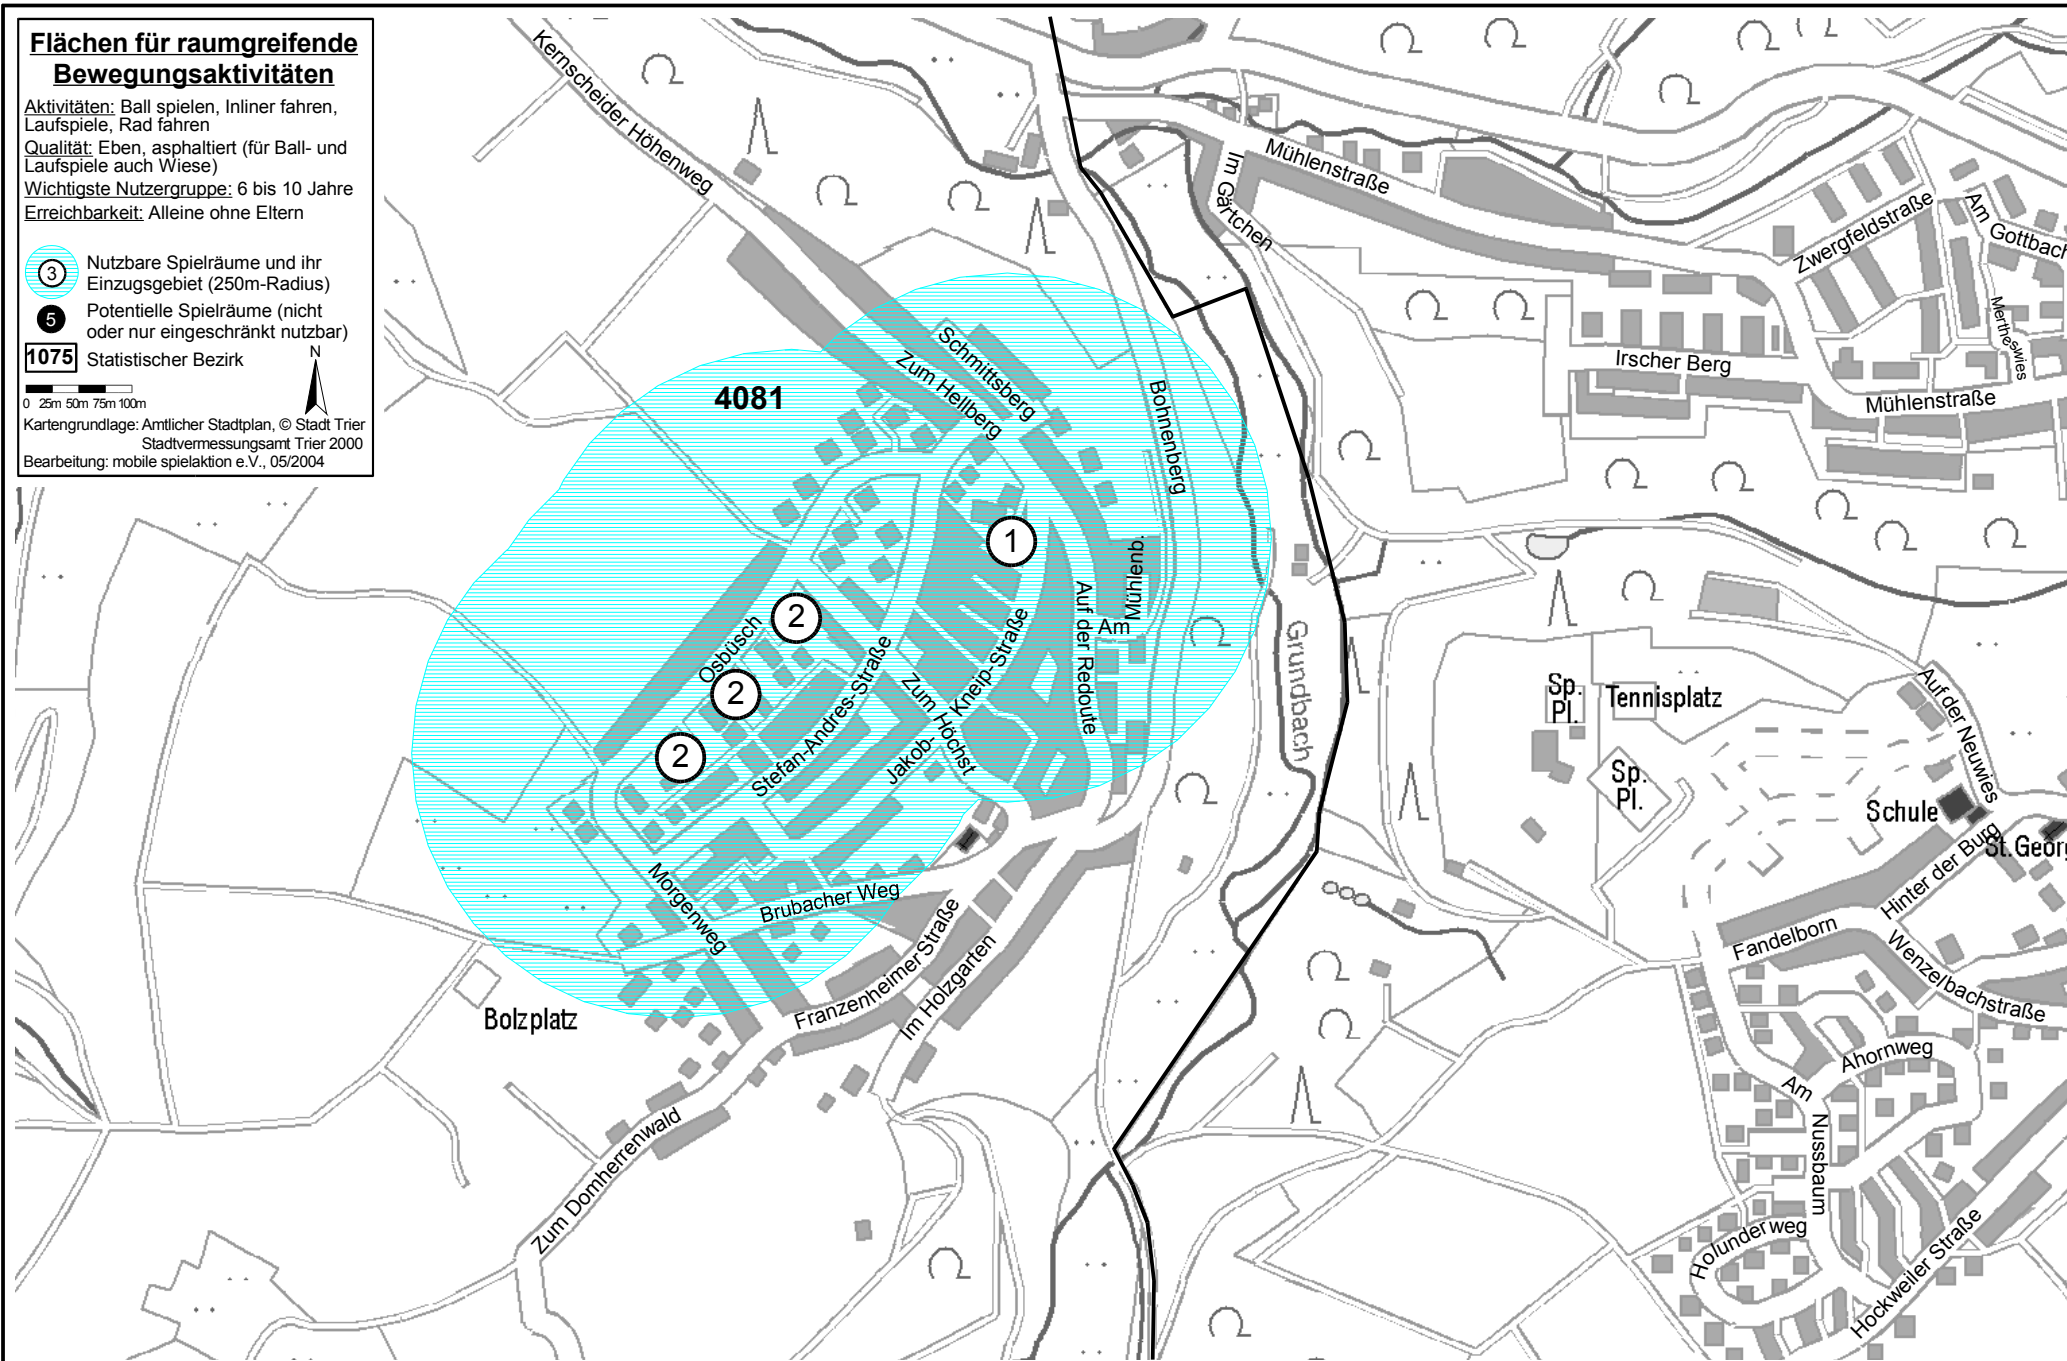 Flächen für raumgreifende
Bewegungsaktivitäten
Aktivitäten: Ball spielen, Inliner fahren,
Laufspiele, Rad fahren
Qualität: Eben, asphaltiert (für Ball- und
Laufspiele auch Wiese)
Wichtigste Nutzergruppe: 6 bis 10 Jahre
Erreichbarkeit: Alleine ohne Eltern
3 Nutzbare Spielräume und ihr
Einzugsgebiet (250m-Radius)
5 Potentielle Spielräume (nicht
oder nur eingeschränkt nutzbar)
1075 Statistischer Bezirk
N
0 25m 50m 75m 100m
Kartengrundlage: Amtlicher Stadtplan, © Stadt Trier
Stadtvermessungsamt Trier 2000
Bearbeitung: mobile spielaktion e.V., 05/2004
Kernscheider Höhenweg
Mühlenstraße
Im Gärtchen
Zwergfeldstraße
Am
Gottbach
Mertheswies
Irscher Berg
Mühlenstraße
4081
Schmittsberg
Zum Hellberg
Bohnenberg
1
2
2
2
Osbüsch
Stefan-Andres-Straße
Zum Höchst
Jakob-Kneip-Straße
Auf der Redoute
Am
Mühlenb.
Grundbach
Sp.
Pl.
Tennisplatz
Sp.
Pl.
Auf der Neuwies
Schule
St.Georg
Hinter der Burg
Fandelborn
Wenzelbachstraße
Morgenweg
Brubacher Weg
Franzenheimer Straße
Im Holzgarten
Bolzplatz
Zum Domherrenwald
Ahornweg
Am
Nussbaum
Holunderweg
Hockweiler Straße